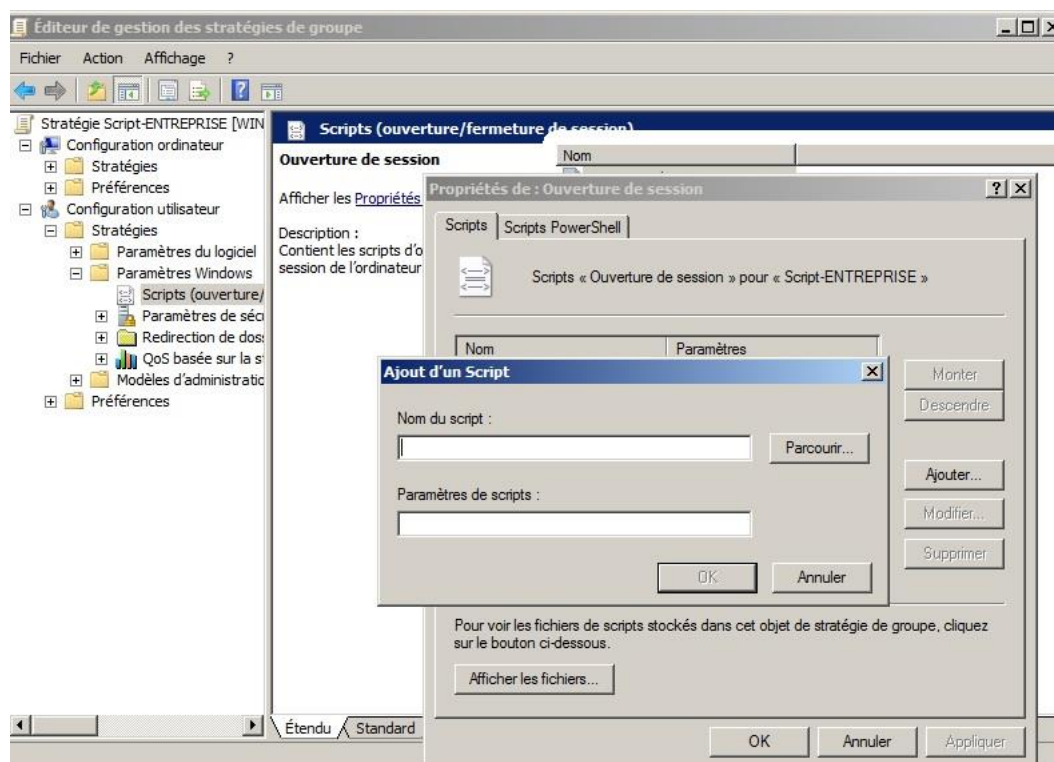 Éditeur de gestion des stratégies de groupe
Fichier Action Affichage ?
Stratégie Script-ENTREPRISE [WIN
Configuration ordinateur
Stratégies
Préférences
Configuration utilisateur
Stratégies
Paramètres du logiciel
Paramètres Windows
Scripts (ouverture/
Paramètres de sécu
Redirection de dos
QoS basée sur la s
Modèles d'administratic
Préférences
Scripts (ouverture/fermeture de session)
Ouverture de session
Afficher les Propriétés
Description :
Contient les scripts d'o
session de l'ordinateur
Nom
Étendu Standard
Propriétés de : Ouverture de session
Scripts Scripts PowerShell
Scripts « Ouverture de session » pour « Script-ENTREPRISE »
Nom Paramètres
Monter
Descendre
Ajouter...
Modifier...
Supprimer
Ajout d'un Script
Nom du script :
Parcourir...
Paramètres de scripts :
OK Annuler
Pour voir les fichiers de scripts stockés dans cet objet de stratégie de groupe, cliquez
sur le bouton ci-dessous.
Afficher les fichiers...
OK Annuler Appliquer